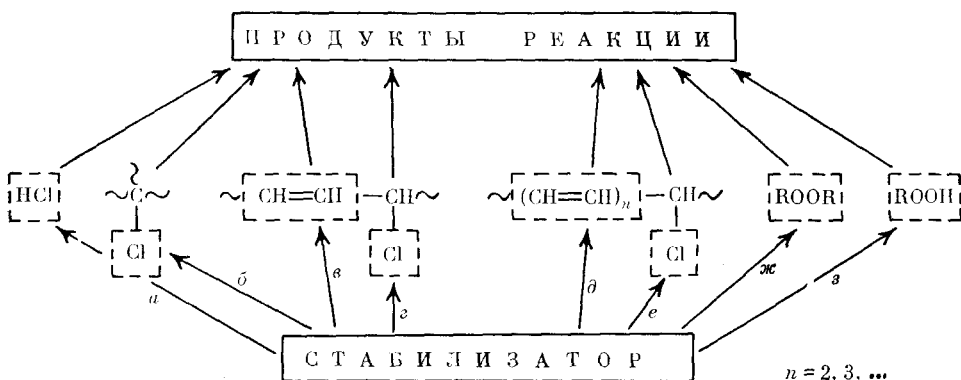 ПРОДУКТЫ РЕАКЦИИ
HCl ~C~ ~ CH=CH –CH~ ~ (CH=CH)n –CH~ ROOR ROOH
Cl Cl Cl
а б в г д е ж з
СТАБИЛИЗАТОР
n = 2, 3, ...